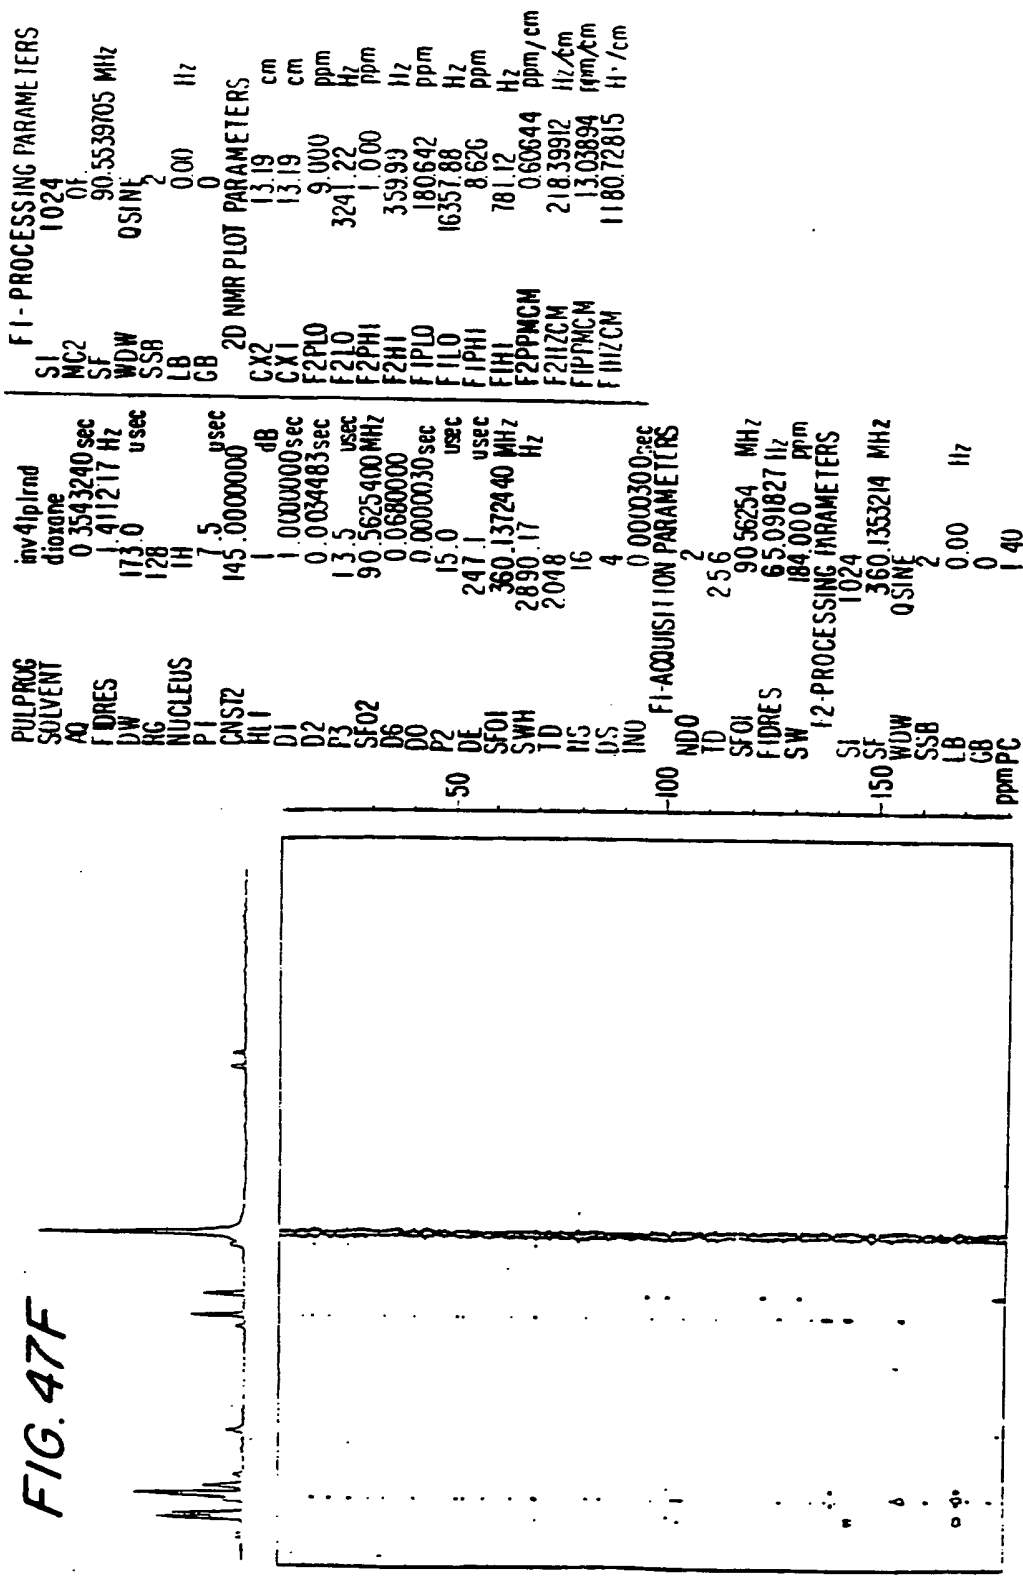 FIG. 47F
50
100
150
ppm
PULPROG inv4lplrnd
SOLVENT dioxane
AQ 0.3543240 sec
FIDRES 1.411217 Hz
DW 173.0 usec
RG 128
NUCLEUS 1H
P1 7.5 usec
CNST2 145.0000000
HL1 1 dB
D1 1.0000000 sec
D2 0.0034483 sec
P3 13.5 usec
SFO2 90.5625400 MHz
D6 0.0680000
D0 0.0000030 sec
P2 15.0 usec
DE 247.1 usec
SFO1 360.1372440 MHz
SWH 2890.17 Hz
TD 2048
NS 16
DS 4
IN0 0.0000300 sec
F1-ACQUISITION PARAMETERS
ND0 2
TD 256
SFO1 90.56254 MHz
FIDRES 65.091827 Hz
SW 184.000 ppm
F2-PROCESSING PARAMETERS
SI 1024
SF 360.1353214 MHz
WDW QSINE
SSB 2
LB 0.00 Hz
GB 0
PC 1.40
F1-PROCESSING PARAMETERS
SI 1024
MC2 QF
SF 90.5539705 MHz
WDW QSINE
SSB 2
LB 0.00 Hz
GB 0
2D NMR PLOT PARAMETERS
CX2 13.19 cm
CX1 13.19 cm
F2PLO 9.000 ppm
F2LO 3241.22 Hz
F2PHI 1.000 ppm
F2HI 359.99 Hz
F1PLO 180.642 ppm
F1LO 16357.88 Hz
F1PHI 8.626 ppm
F1HI 781.12 Hz
F2PPMCM 0.60644 ppm/cm
F2HZCM 218.39912 Hz/cm
F1PPMCM 13.03894 ppm/cm
F1HZCM 1180.72815 Hz/cm